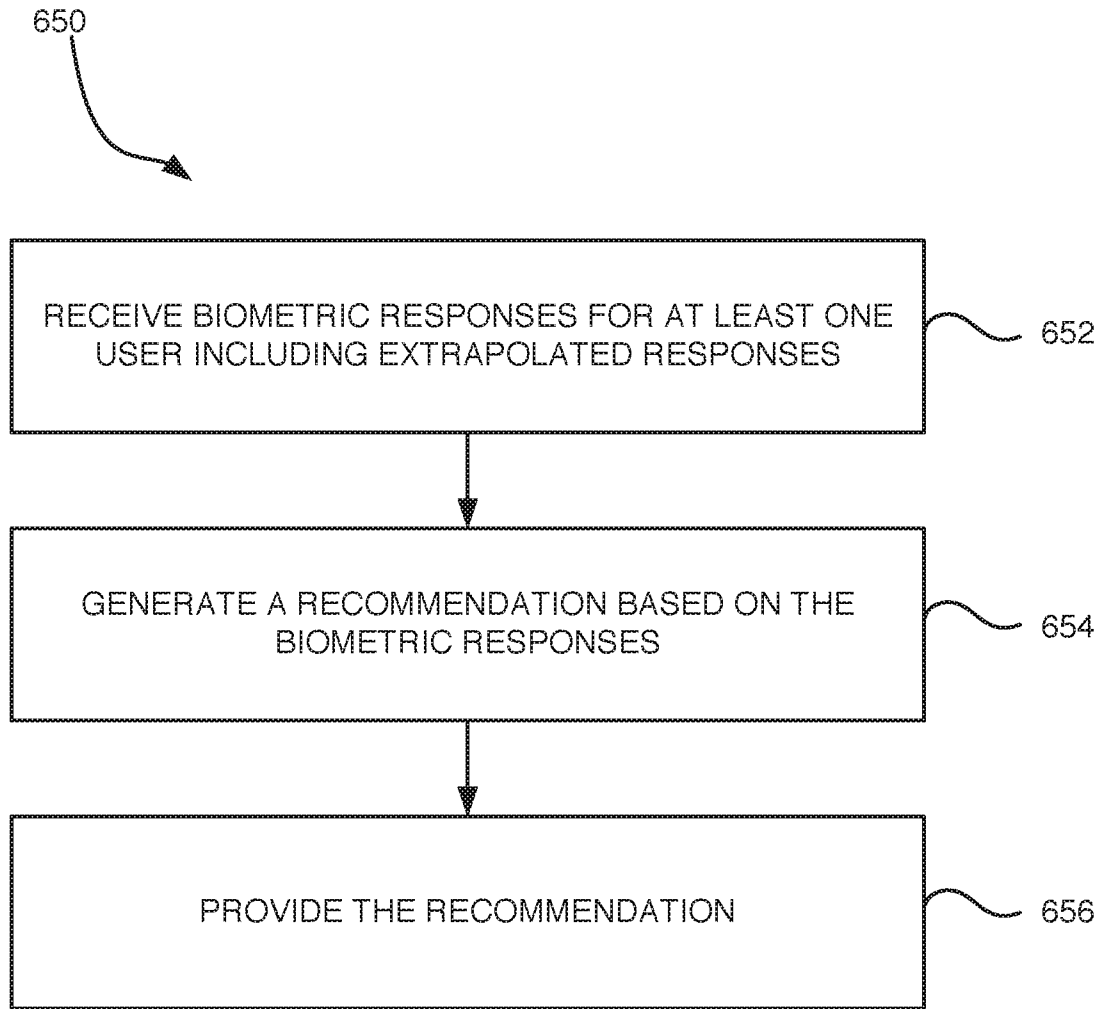 650
RECEIVE BIOMETRIC RESPONSES FOR AT LEAST ONE
USER INCLUDING EXTRAPOLATED RESPONSES
652
GENERATE A RECOMMENDATION BASED ON THE
BIOMETRIC RESPONSES
654
PROVIDE THE RECOMMENDATION
656